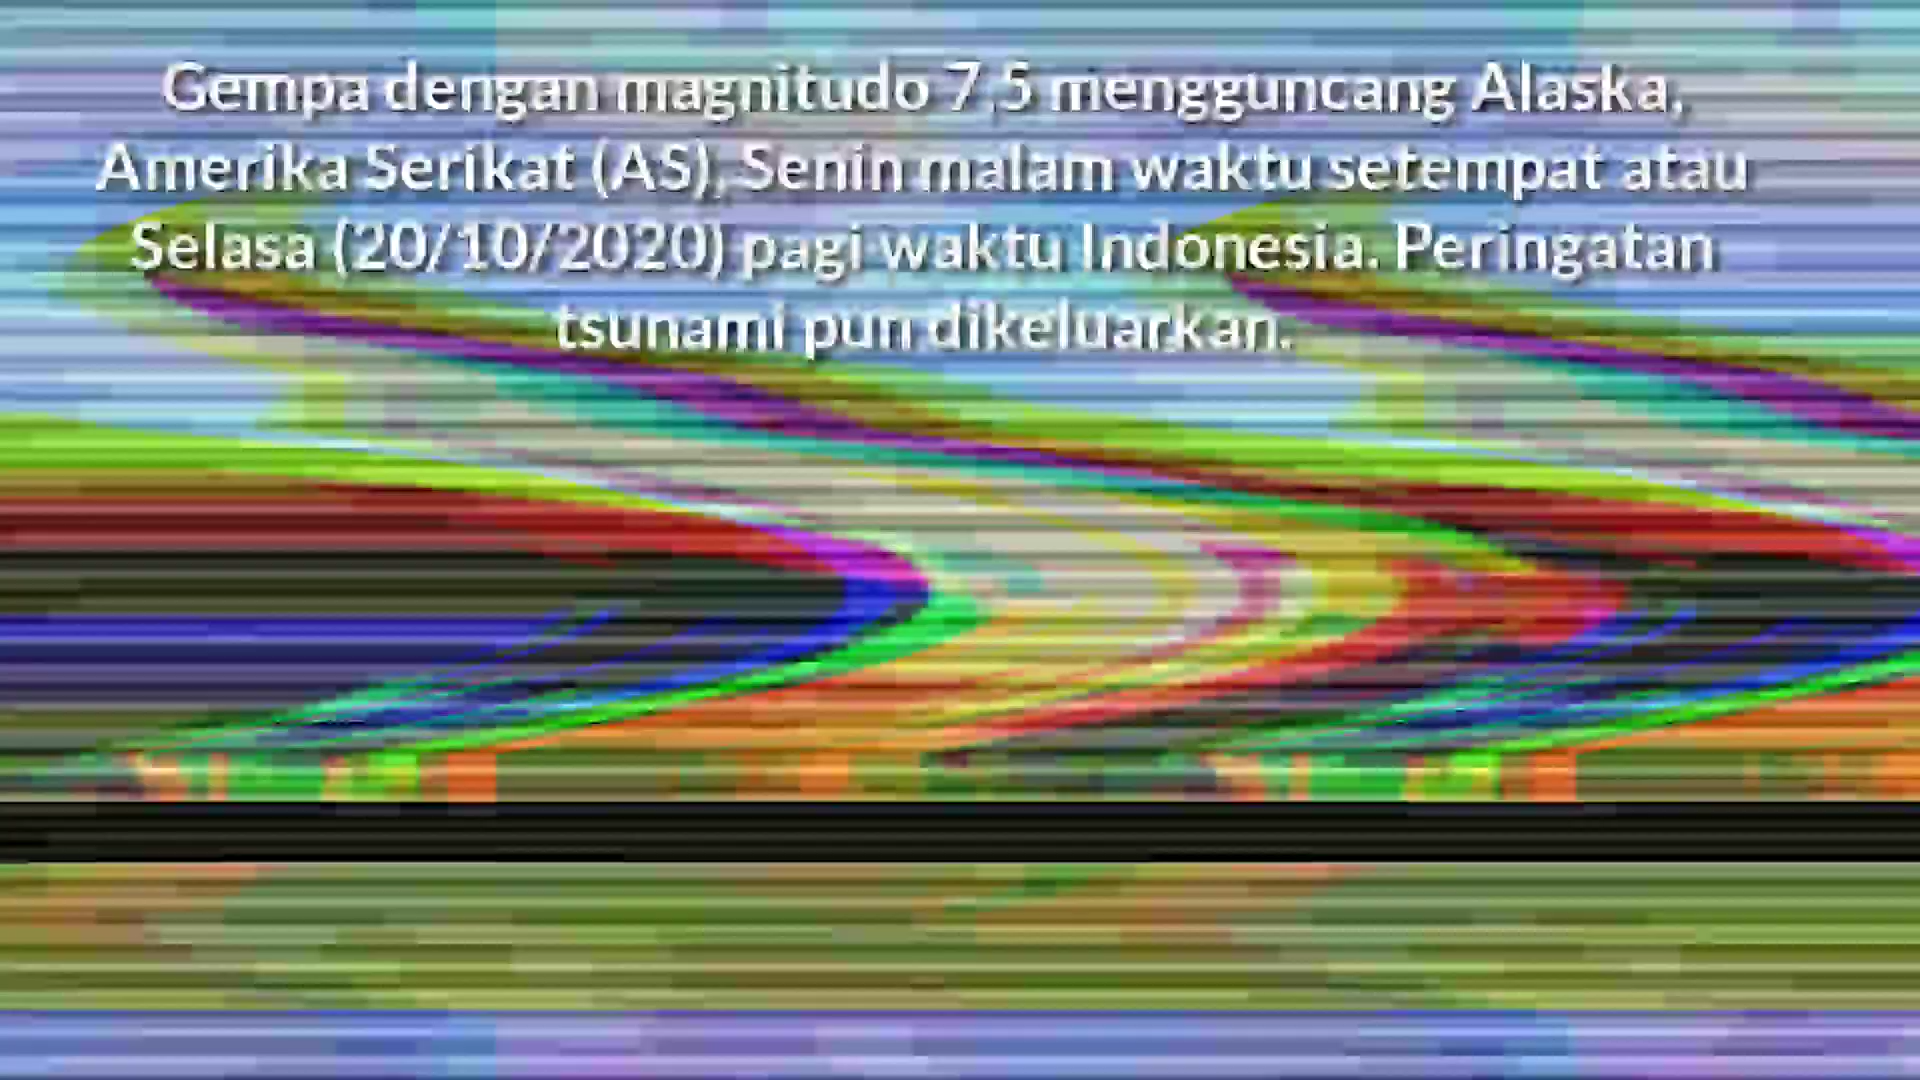 Gempa dengan magnitudo 7,5 mengguncang Alaska,
Amerika Serikat (AS), Senin malam waktu setempat atau
Selasa (20/10/2020) pagi waktu Indonesia. Peringatan
tsunami pun dikeluarkan.